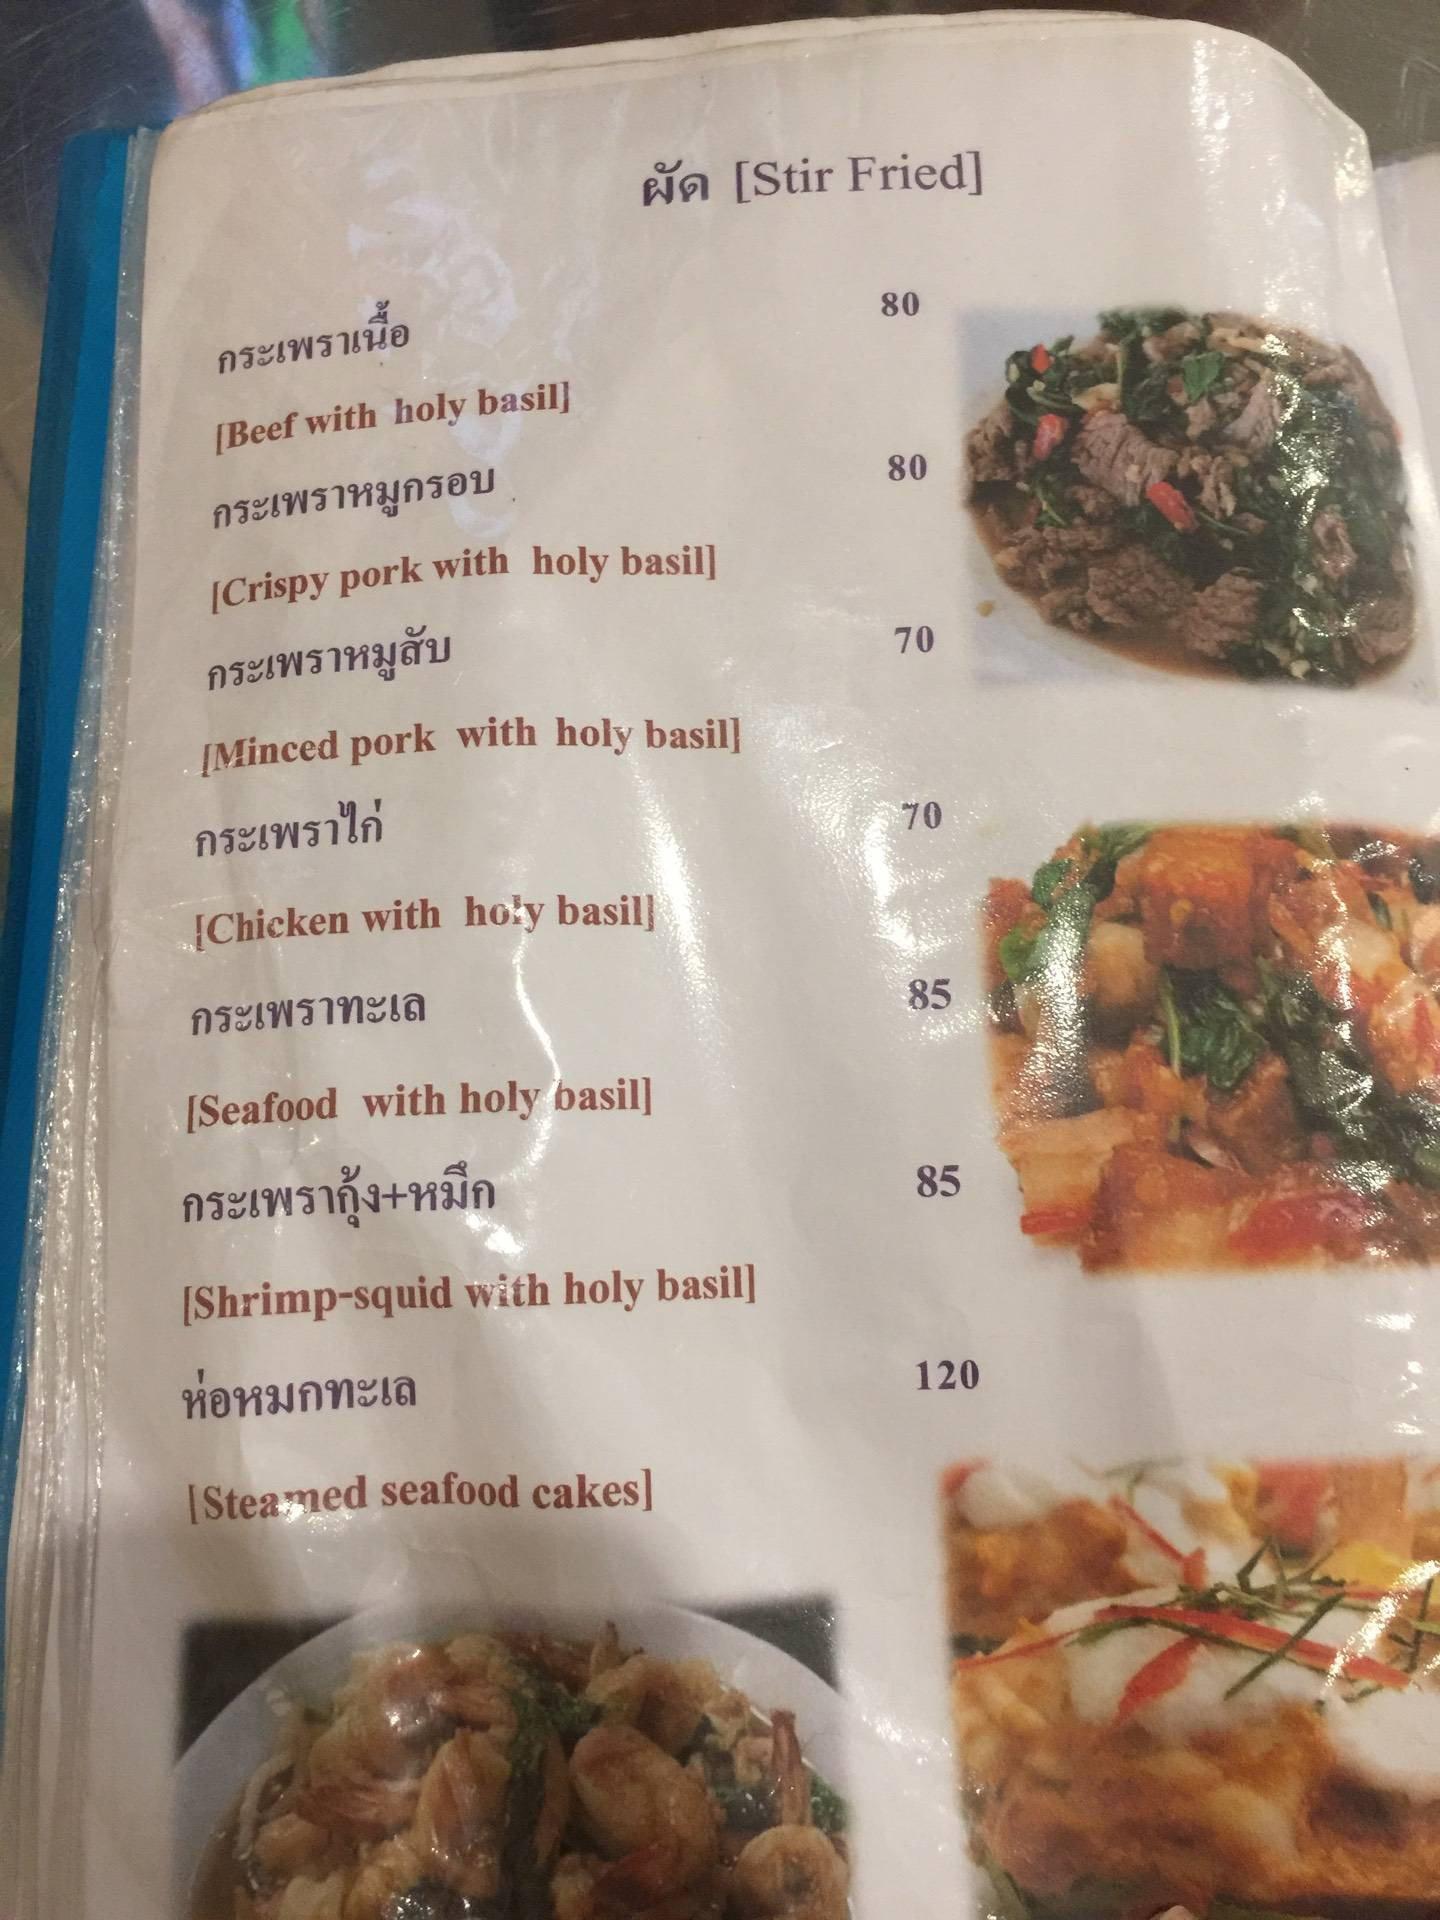 ผัด [Stir Fried]
กระเพราเนื้อ 80
[Beef with holy basil]
กระเพราหมูกรอบ 80
[Crispy pork with holy basil]
กระเพราหมูสับ 70
[Minced pork with holy basil]
กระเพราไก่ 70
[Chicken with holy basil]
กระเพราทะเล 85
[Seafood with holy basil]
กระเพรากุ้ง+หมึก 85
[Shrimp-squid with holy basil]
ห่อหมกทะเล 120
[Steamed seafood cakes]